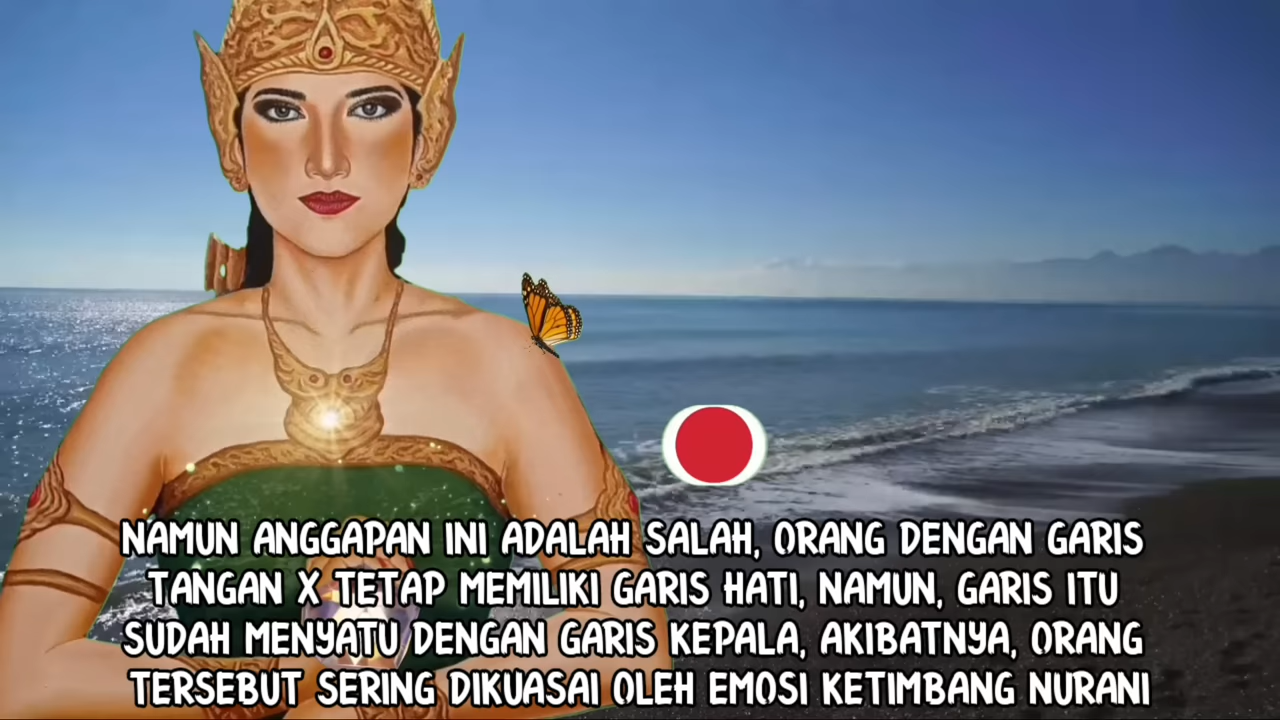 NAMUN ANGGAPAN INI ADALAH SALAH, ORANG DENGAN GARIS
TANGAN X TETAP MEMILIKI GARIS HATI, NAMUN, GARIS ITU
SUDAH MENYATU DENGAN GARIS KEPALA, AKIBATNYA, ORANG
TERSEBUT SERING DIKUASAI OLEH EMOSI KETIMBANG NURANI